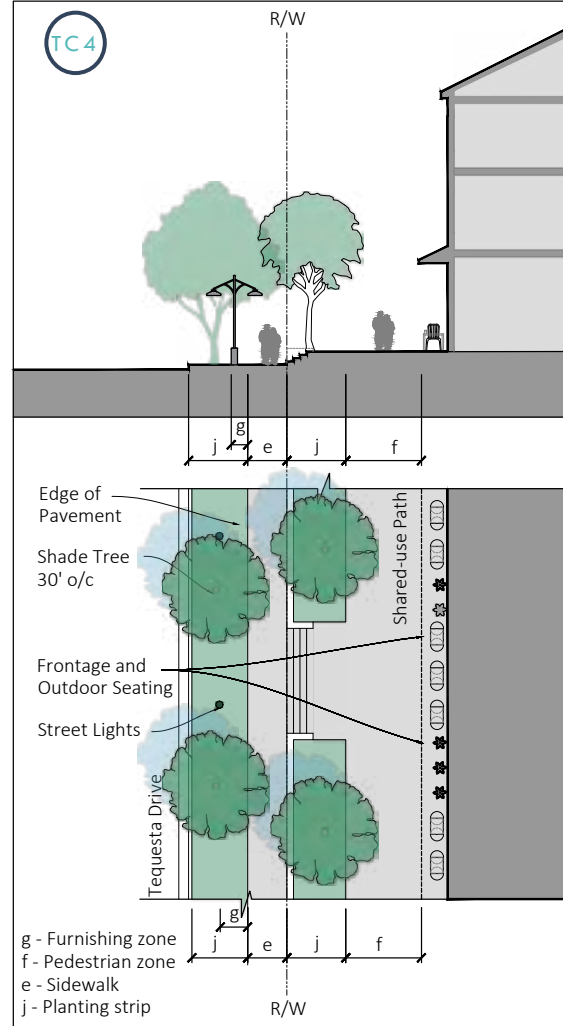 R/W
TC4
g
j
e
j
f
Edge of
Pavement
Shade Tree
30' o/c
Shared-use Path
Frontage and
Outdoor Seating
Street Lights
Tequesta Drive
g
j
e
j
f
g - Furnishing zone
f - Pedestrian zone
e - Sidewalk
j - Planting strip
R/W